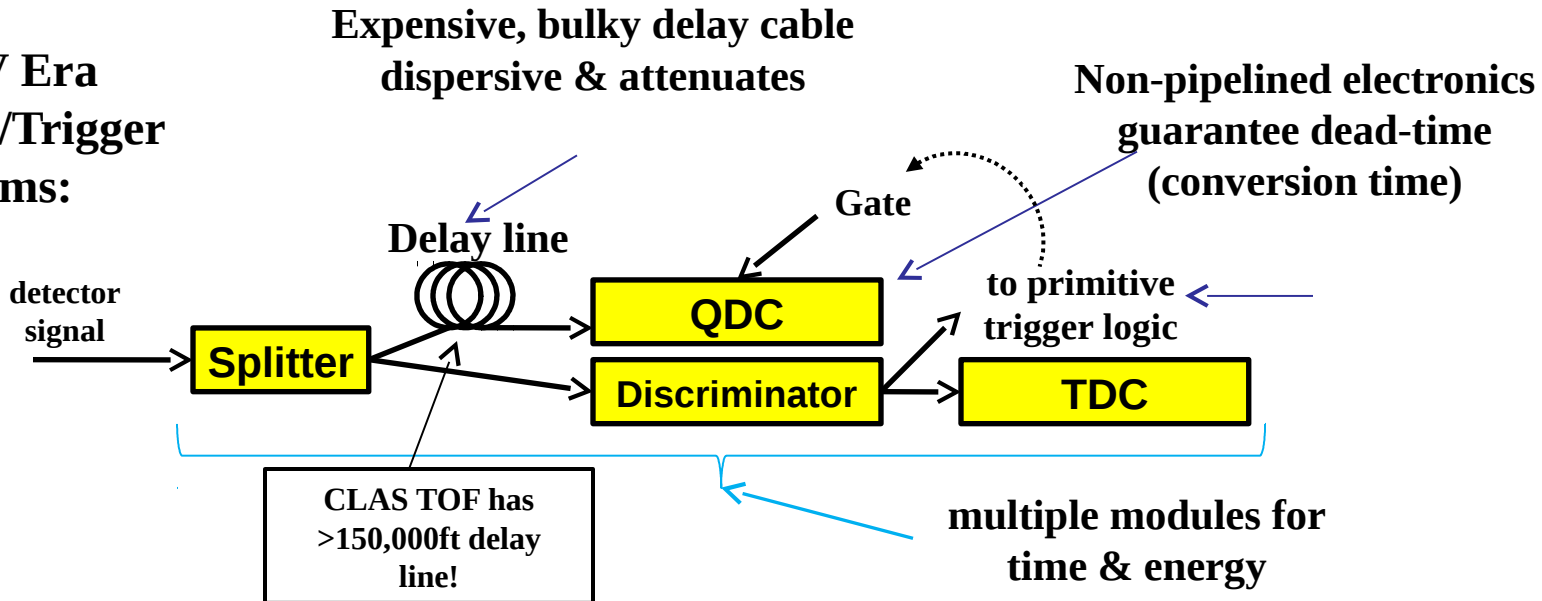 Expensive, bulky delay cable
dispersive & attenuates
Era
/Trigger
ms:
Non-pipelined electronics
guarantee dead-time
(conversion time)
Gate
Delay line
detector
signal
Splitter
QDC
Discriminator
to primitive
trigger logic
TDC
CLAS TOF has
>150,000ft delay
line!
multiple modules for
time & energy